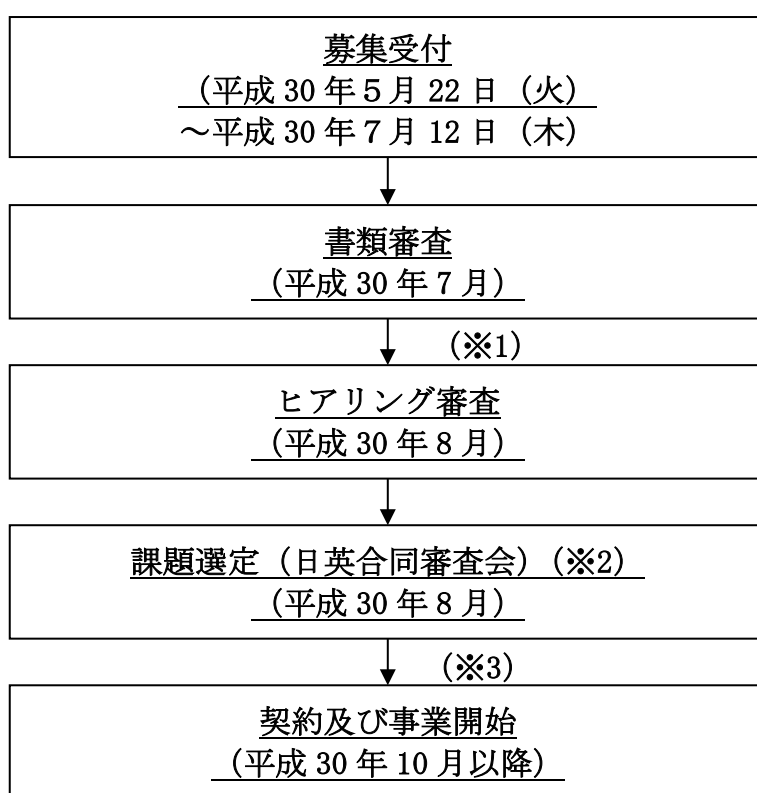 募集受付
(平成 30 年５月 22 日（火）
～平成 30 年７月 12 日（木）
書類審査
（平成 30 年 7 月）
（※1）
ヒアリング審査
（平成 30 年 8 月）
課題選定（日英合同審査会）（※2）
（平成 30 年 8 月）
（※3）
契約及び事業開始
（平成 30 年 10 月以降）